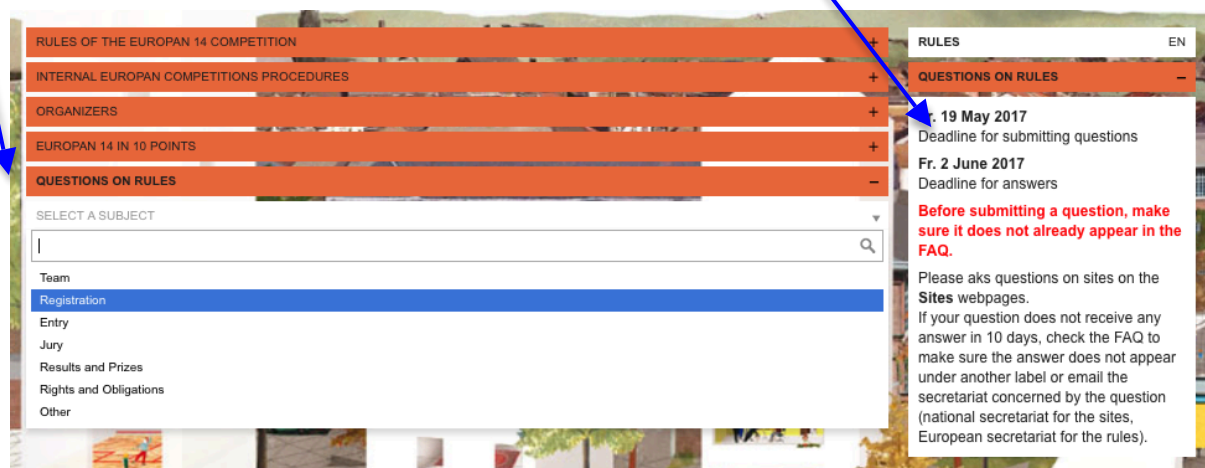 RULES OF THE EUROPAN 14 COMPETITION +
INTERNAL EUROPAN COMPETITIONS PROCEDURES +
ORGANIZERS +
EUROPAN 14 IN 10 POINTS +
QUESTIONS ON RULES –
SELECT A SUBJECT
Team
Registration
Entry
Jury
Results and Prizes
Rights and Obligations
Other
RULES EN
QUESTIONS ON RULES –
r. 19 May 2017
Deadline for submitting questions
Fr. 2 June 2017
Deadline for answers
Before submitting a question, make
sure it does not already appear in the
FAQ.
Please aks questions on sites on the
Sites webpages.
If your question does not receive any
answer in 10 days, check the FAQ to
make sure the answer does not appear
under another label or email the
secretariat concerned by the question
(national secretariat for the sites,
European secretariat for the rules).